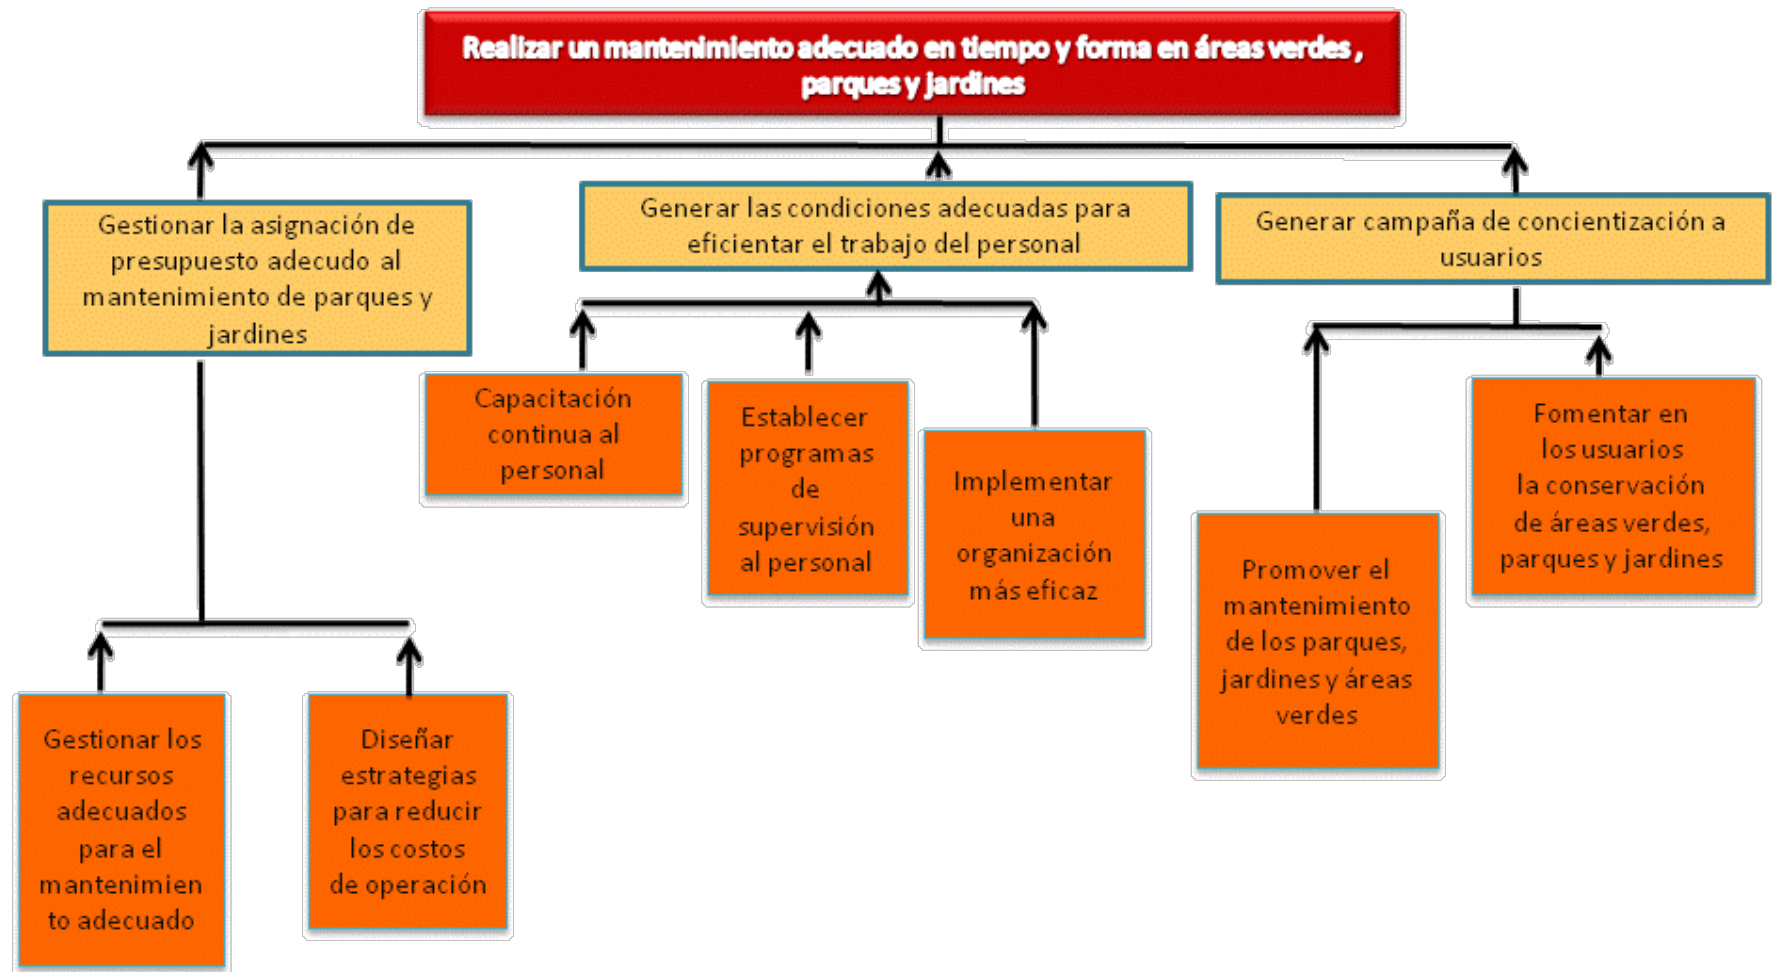 Realizar un mantenimiento adecuado en tiempo y forma en áreas verdes ,
parques y jardines
Gestionar la asignación de
presupuesto adecudo al
mantenimiento de parques y
jardines
Generar las condiciones adecuadas para
eficientar el trabajo del personal
Generar campaña de concientización a
usuarios
Capacitación
continua al
personal
Establecer
programas
de
supervisión
al personal
Implementar
una
organización
más eficaz
Promover el
mantenimiento
de los parques,
jardines y áreas
verdes
Fomentar en
los usuarios
la conservación
de áreas verdes,
parques y jardines
Gestionar los
recursos
adecuados
para el
mantenimien
to adecuado
Diseñar
estrategias
para reducir
los costos
de operación